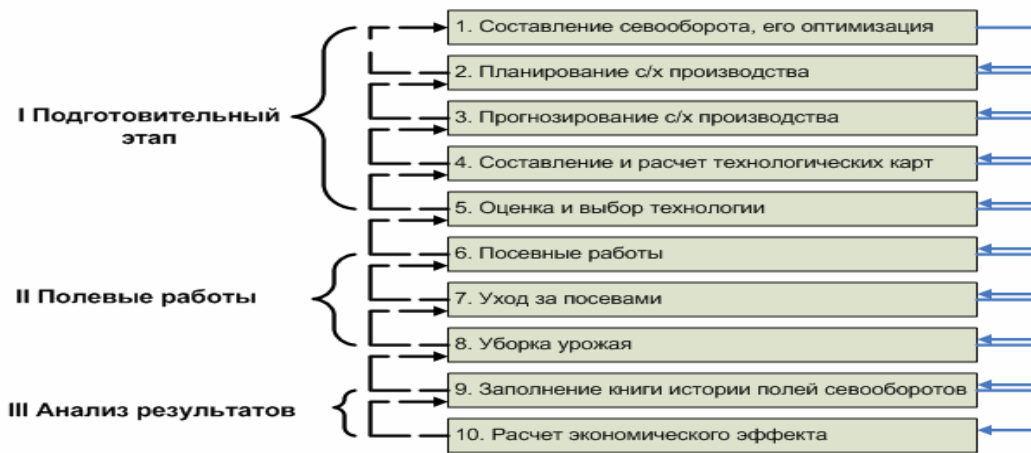 1. Составление севооборота, его оптимизация
2. Планирование с/х производства
I Подготовительный
этап
3. Прогнозирование с/х производства
4. Составление и расчет технологических карт
5. Оценка и выбор технологии
6. Посевные работы
II Полевые работы
7. Уход за посевами
8. Уборка урожая
9. Заполнение книги истории полей севооборотов
III Анализ результатов
10. Расчет экономического эффекта